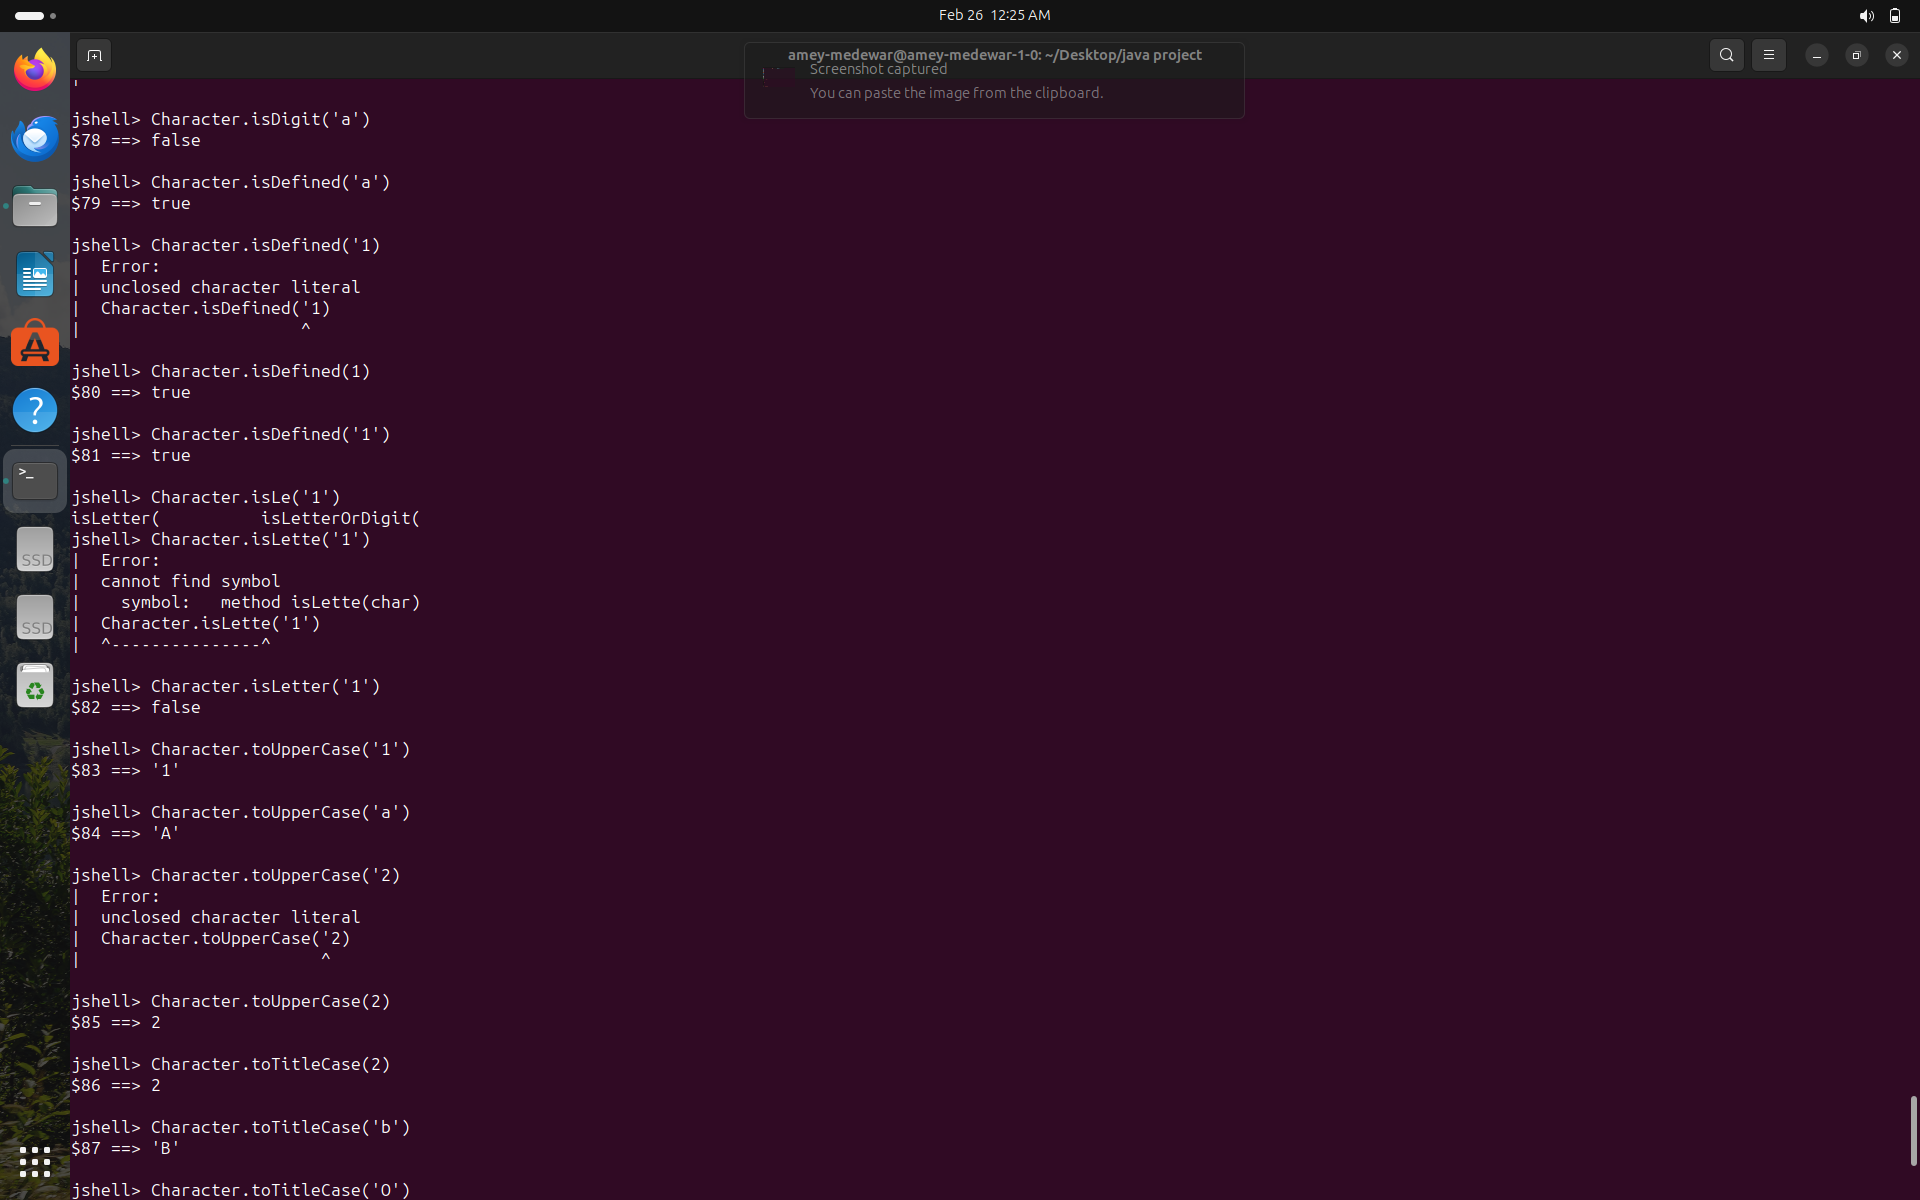 Feb 26  12:25 AM
amey-medewar@amey-medewar-1-0: ~/Desktop/java project
Screenshot captured
You can paste the image from the clipboard.
jshell> Character.isDigit('a')
$78 ==> false
jshell> Character.isDefined('a')
$79 ==> true
jshell> Character.isDefined('1)
|  Error:
|  unclosed character literal
|  Character.isDefined('1)
|                      ^
jshell> Character.isDefined(1)
$80 ==> true
jshell> Character.isDefined('1')
$81 ==> true
jshell> Character.isLe('1')
isLetter(          isLetterOrDigit(
jshell> Character.isLette('1')
|  Error:
|  cannot find symbol
|    symbol:   method isLette(char)
|  Character.isLette('1')
|  ^---------------^
jshell> Character.isLetter('1')
$82 ==> false
jshell> Character.toUpperCase('1')
$83 ==> '1'
jshell> Character.toUpperCase('a')
$84 ==> 'A'
jshell> Character.toUpperCase('2)
|  Error:
|  unclosed character literal
|  Character.toUpperCase('2)
|                        ^
jshell> Character.toUpperCase(2)
$85 ==> 2
jshell> Character.toTitleCase(2)
$86 ==> 2
jshell> Character.toTitleCase('b')
$87 ==> 'B'
jshell> Character.toTitleCase('O')
SSD
SSD